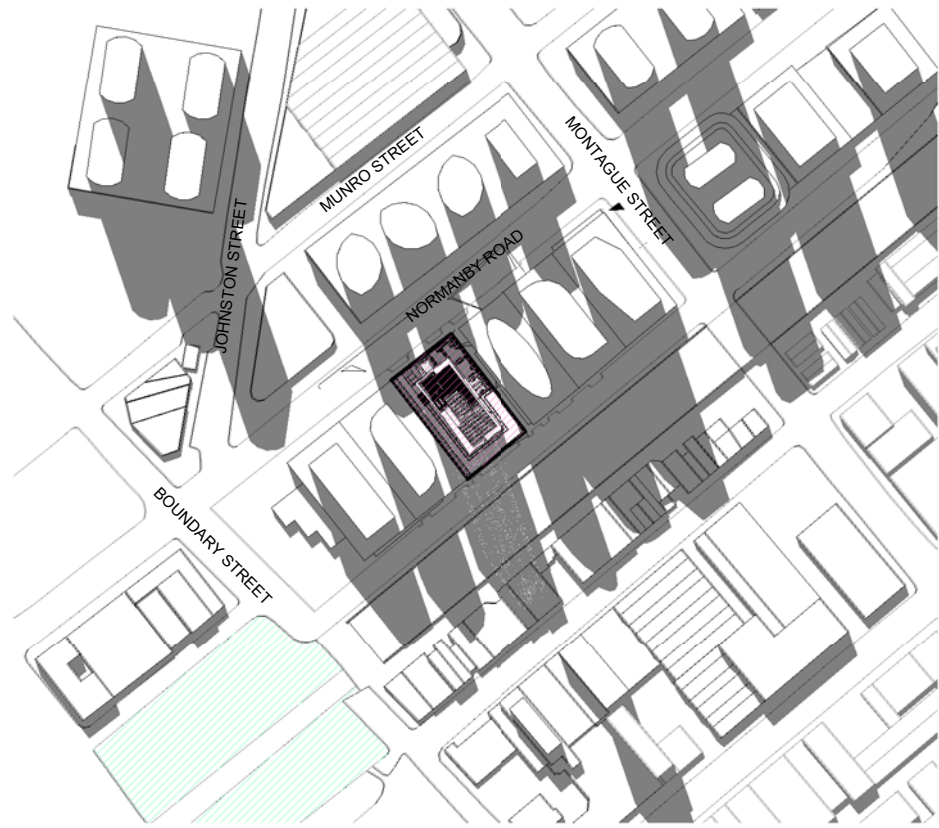 MUNRO STREET
MONTAGUE STREET
JOHNSTON STREET
NORMANBY ROAD
BOUNDARY STREET